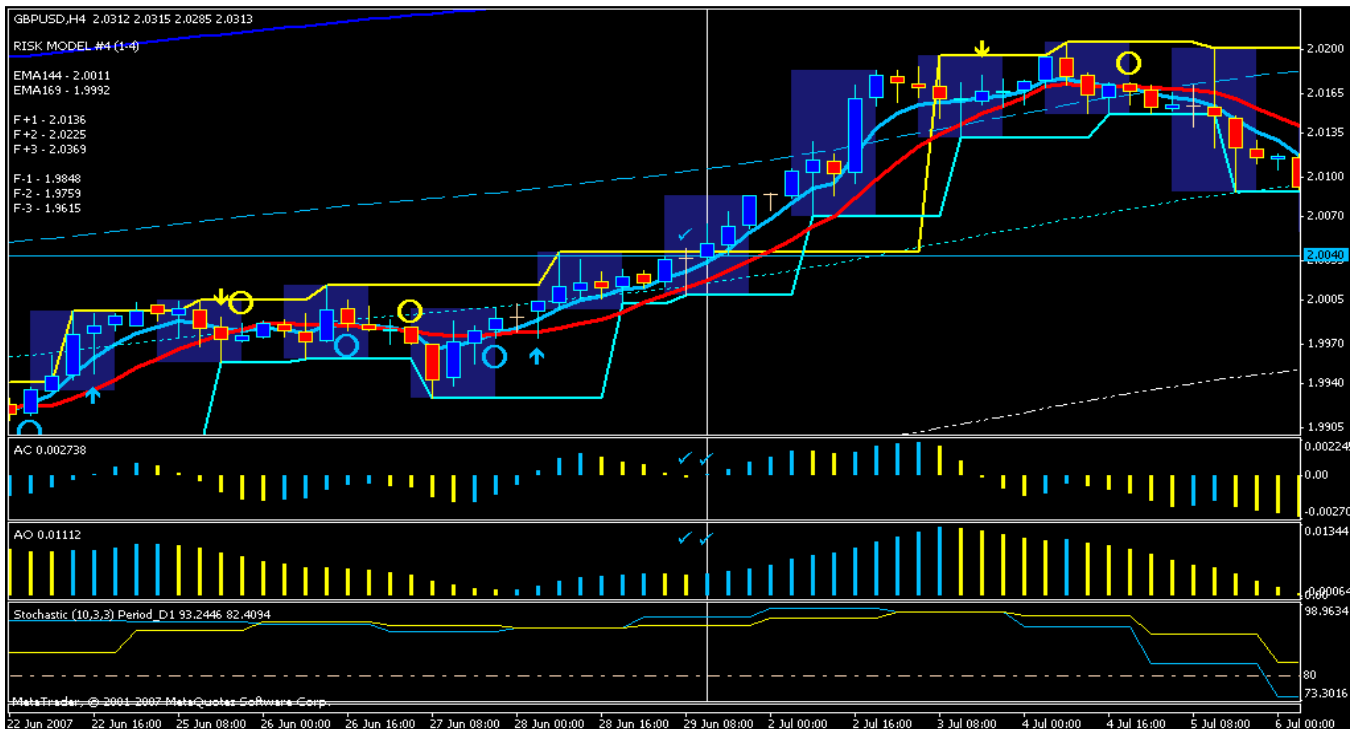 GBPUSD,H4 2.0312 2.0315 2.0285 2.0313
RISK MODEL #4 (1-4)
EMA144 - 2.0011
EMA169 - 1.9992
F+1 - 2.0136
F+2 - 2.0225
F+3 - 2.0369
F-1 - 1.9848
F-2 - 1.9759
F-3 - 1.9615
2.0200
2.0165
2.0135
2.0100
2.0070
2.0040
2.0005
1.9970
1.9940
1.9905
AC 0.002738
0.002245
0.00
-0.00270
AO 0.01112
0.01344
Stochastic (10,3,3) Period_D1 93.2446 82.4094
98.9634
80
73.3016
MetaTrader, © 2001-2007 MetaQuotes Software Corp.
22 Jun 2007 22 Jun 16:00 25 Jun 08:00 26 Jun 00:00 26 Jun 16:00 27 Jun 08:00 28 Jun 00:00 28 Jun 16:00 29 Jun 08:00 2 Jul 00:00 2 Jul 16:00 3 Jul 08:00 4 Jul 00:00 4 Jul 16:00 5 Jul 08:00 6 Jul 00:00